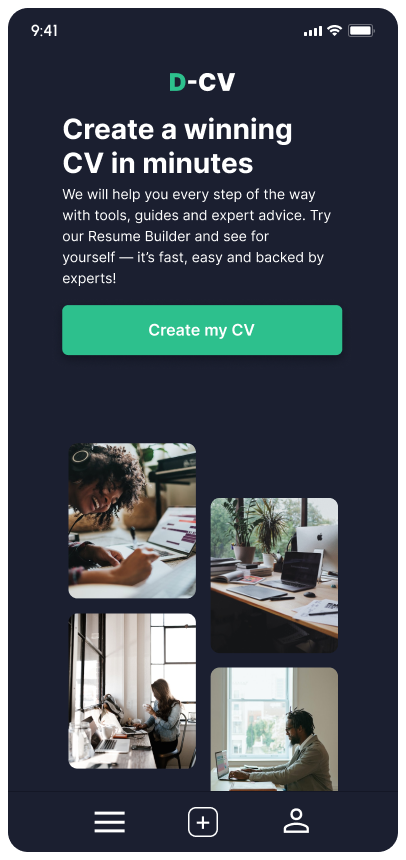 9:41
D-CV
Create a winning
CV in minutes
We will help you every step of the way
with tools, guides and expert advice. Try
our Resume Builder and see for
yourself — it’s fast, easy and backed by
experts!
Create my CV